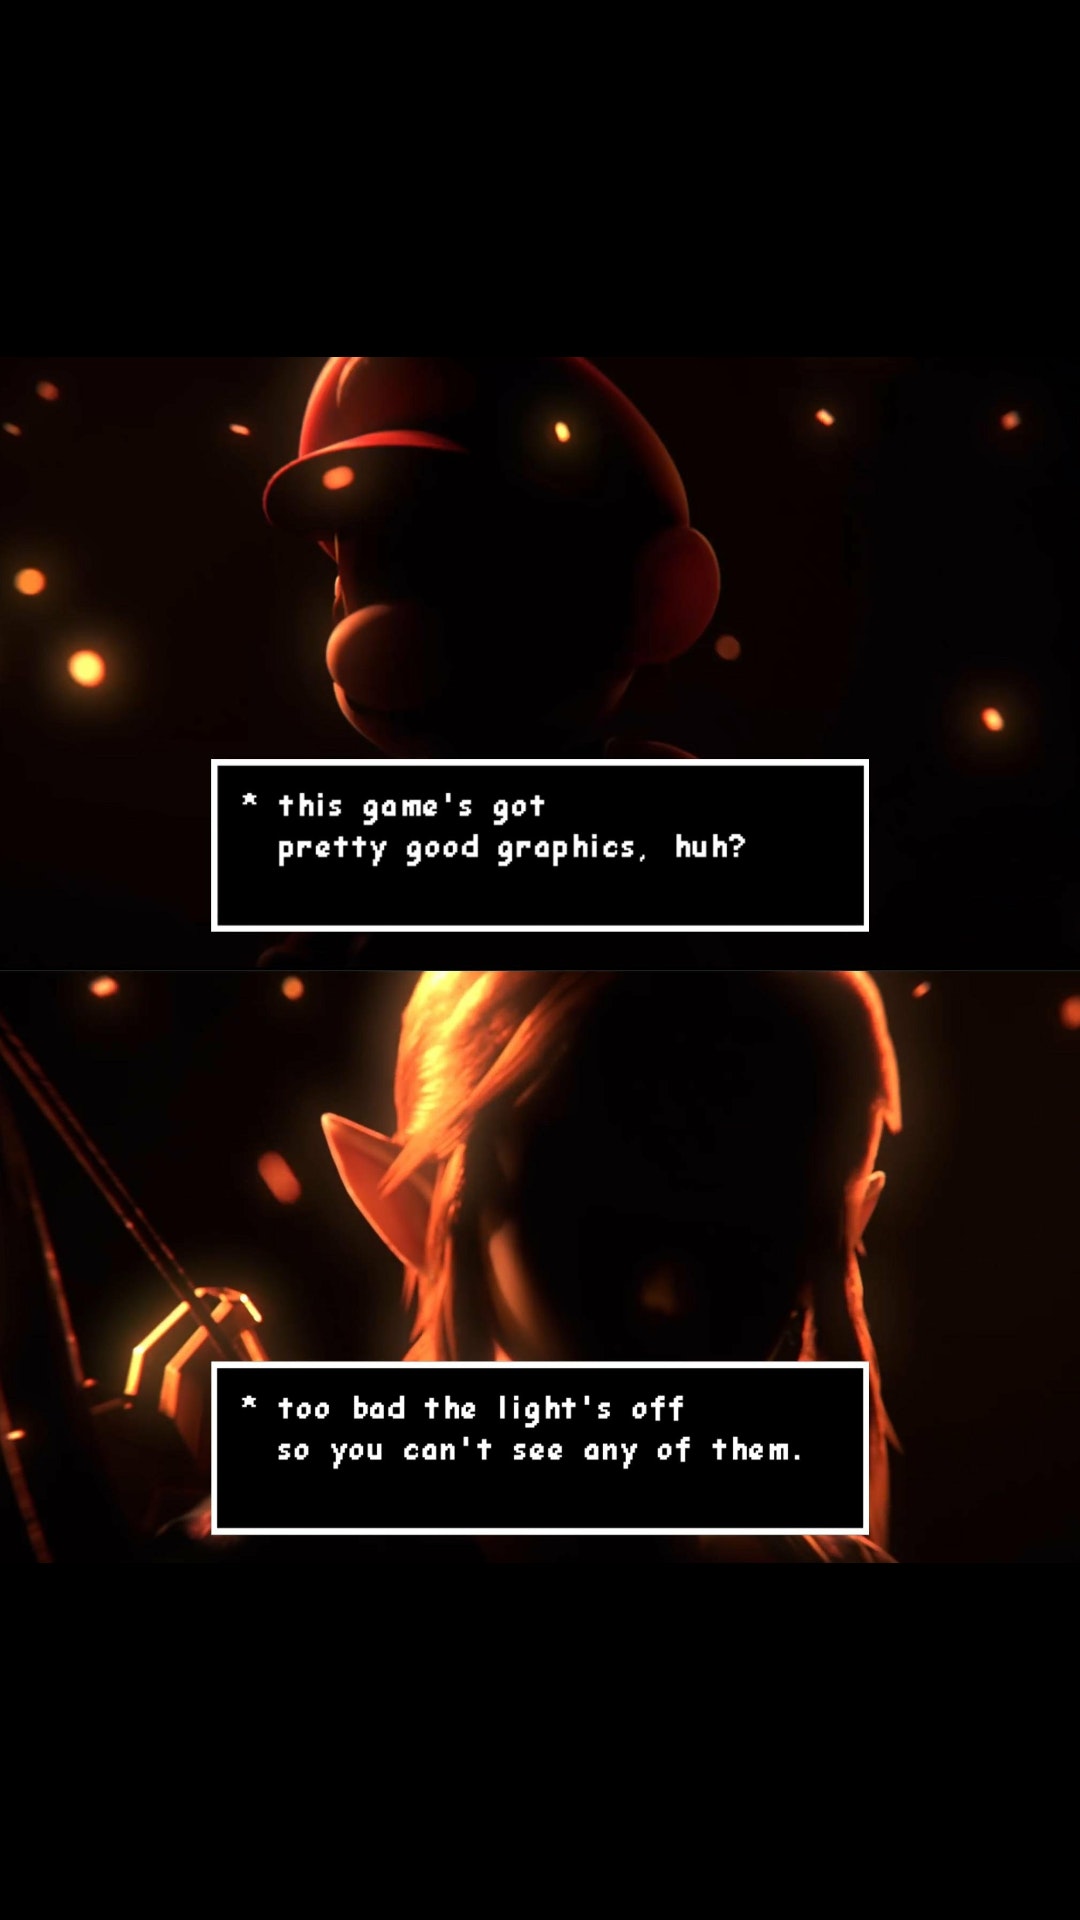 * this game's got
pretty good graphics, huh?
* too bad the light's off
so you can't see any of them.